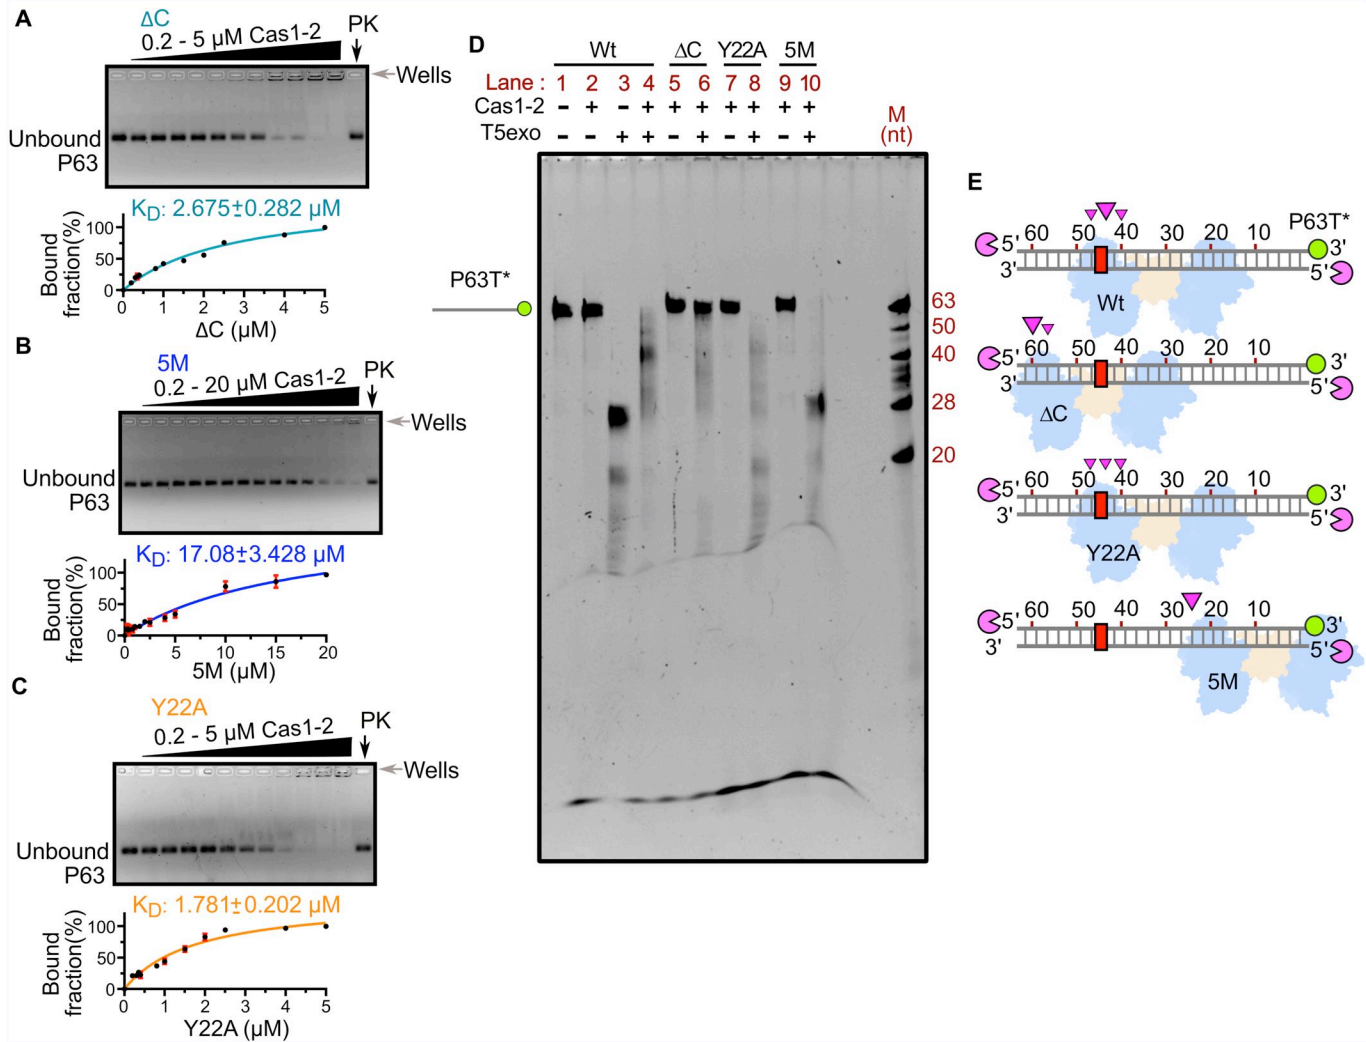 A
ΔC
0.2 - 5 µM Cas1-2
PK
Wells
Unbound
P63
K_D: 2.675±0.282 µM
Bound
fraction(%)
100
50
0
0 1 2 3 4 5
ΔC (µM)
B
5M
0.2 - 20 µM Cas1-2
PK
Wells
Unbound
P63
K_D: 17.08±3.428 µM
Bound
fraction(%)
100
50
0
0 5 10 15 20
5M (µM)
C
Y22A
0.2 - 5 µM Cas1-2
PK
Wells
Unbound
P63
K_D: 1.781±0.202 µM
Bound
fraction(%)
100
50
0
0 1 2 3 4 5
Y22A (µM)
D
Wt ΔC Y22A 5M
Lane : 1 2 3 4 5 6 7 8 9 10
Cas1-2 - + - + + + + + + +
T5exo - - + + - + - + - +
M
(nt)
P63T*
63
50
40
28
20
E
P63T*
5' 60 50 40 30 20 10 3'
3' 5'
Wt
5' 60 50 40 30 20 10 3'
3' 5'
ΔC
5' 60 50 40 30 20 10 3'
3' 5'
Y22A
5' 60 50 40 30 20 10 3'
3' 5'
5M